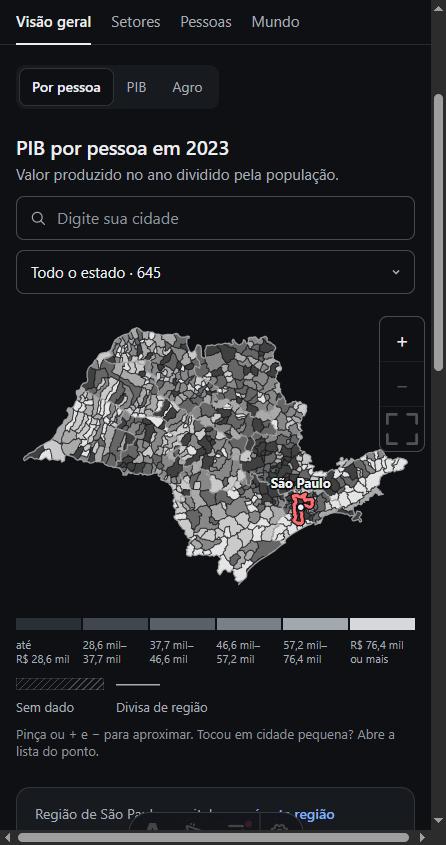 Visão geral Setores Pessoas Mundo
Por pessoa PIB Agro
PIB por pessoa em 2023
Valor produzido no ano dividido pela população.
Digite sua cidade
Todo o estado · 645
+
−
São Paulo
até
R$ 28,6 mil
28,6 mil–
37,7 mil
37,7 mil–
46,6 mil
46,6 mil–
57,2 mil
57,2 mil–
76,4 mil
R$ 76,4 mil
ou mais
Sem dado
Divisa de região
Pinça ou + e − para aproximar. Tocou em cidade pequena? Abre a
lista do ponto.
Região de São região